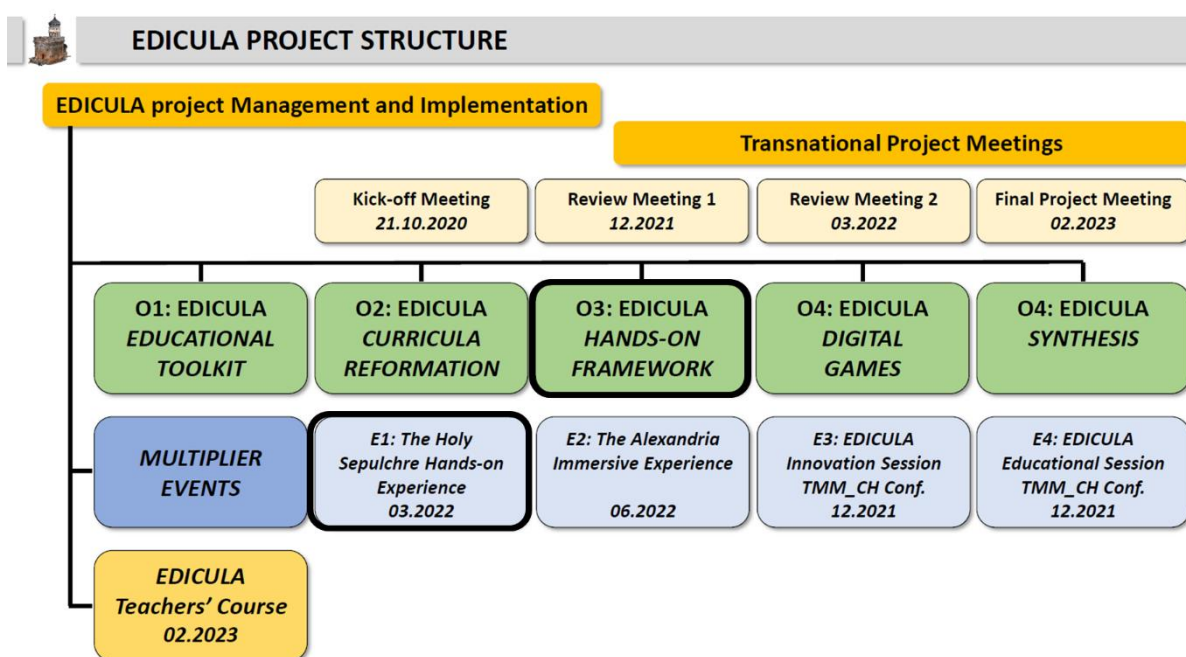 EDICULA PROJECT STRUCTURE
EDICULA project Management and Implementation
Transnational Project Meetings
Kick-off Meeting
21.10.2020
Review Meeting 1
12.2021
Review Meeting 2
03.2022
Final Project Meeting
02.2023
O1: EDICULA
EDUCATIONAL
TOOLKIT
O2: EDICULA
CURRICULA
REFORMATION
O3: EDICULA
HANDS-ON
FRAMEWORK
O4: EDICULA
DIGITAL
GAMES
O4: EDICULA
SYNTHESIS
MULTIPLIER
EVENTS
E1: The Holy
Sepulchre Hands-on
Experience
03.2022
E2: The Alexandria
Immersive Experience
06.2022
E3: EDICULA
Innovation Session
TMM_CH Conf.
12.2021
E4: EDICULA
Educational Session
TMM_CH Conf.
12.2021
EDICULA
Teachers' Course
02.2023